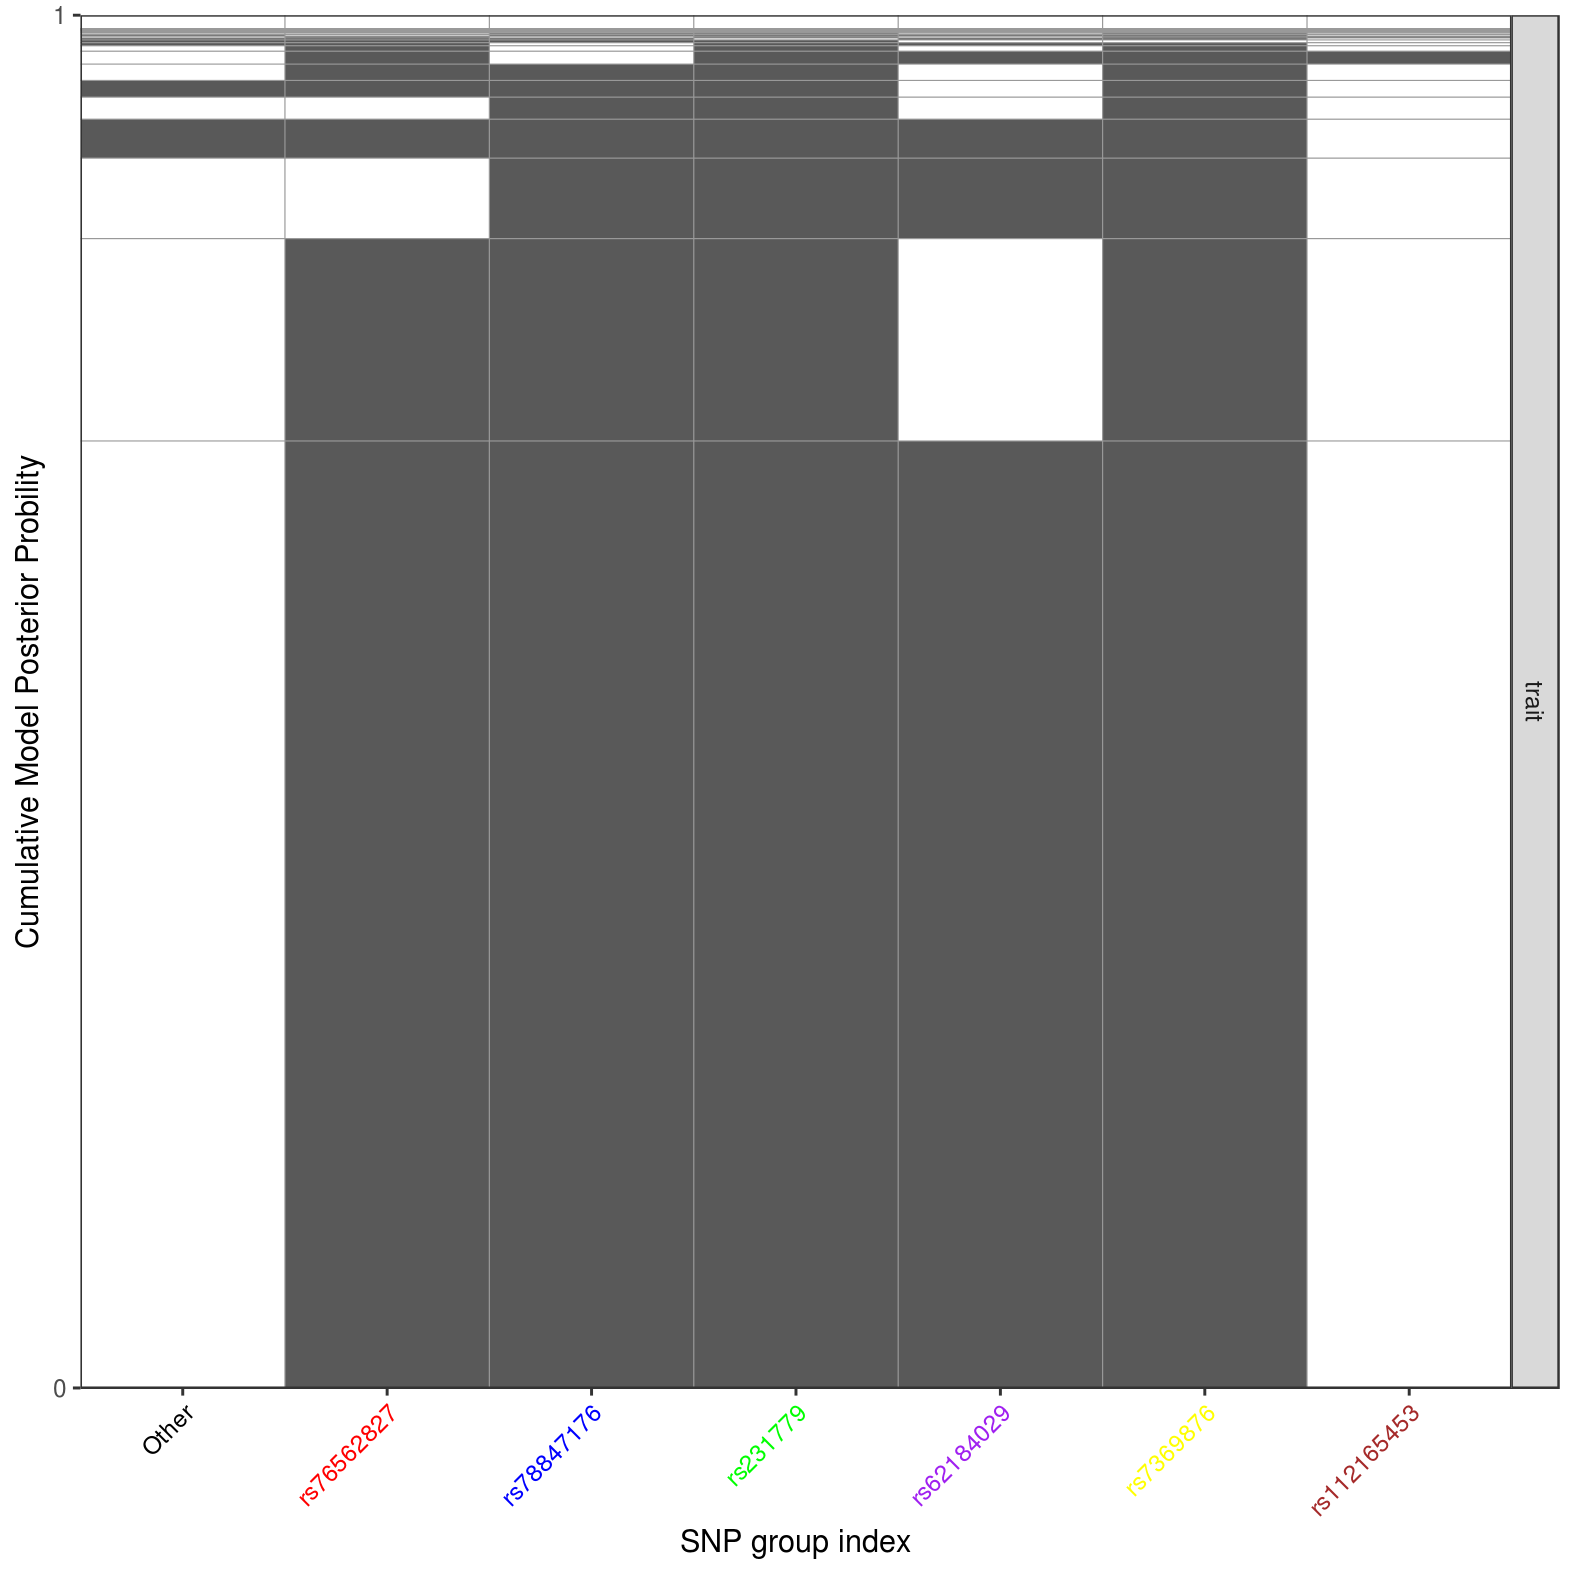 1
Cumulative Model Posterior Probility
trait
0
Other
rs76562827
rs78847176
rs231779
rs62184029
rs7369876
rs112165453
SNP group index